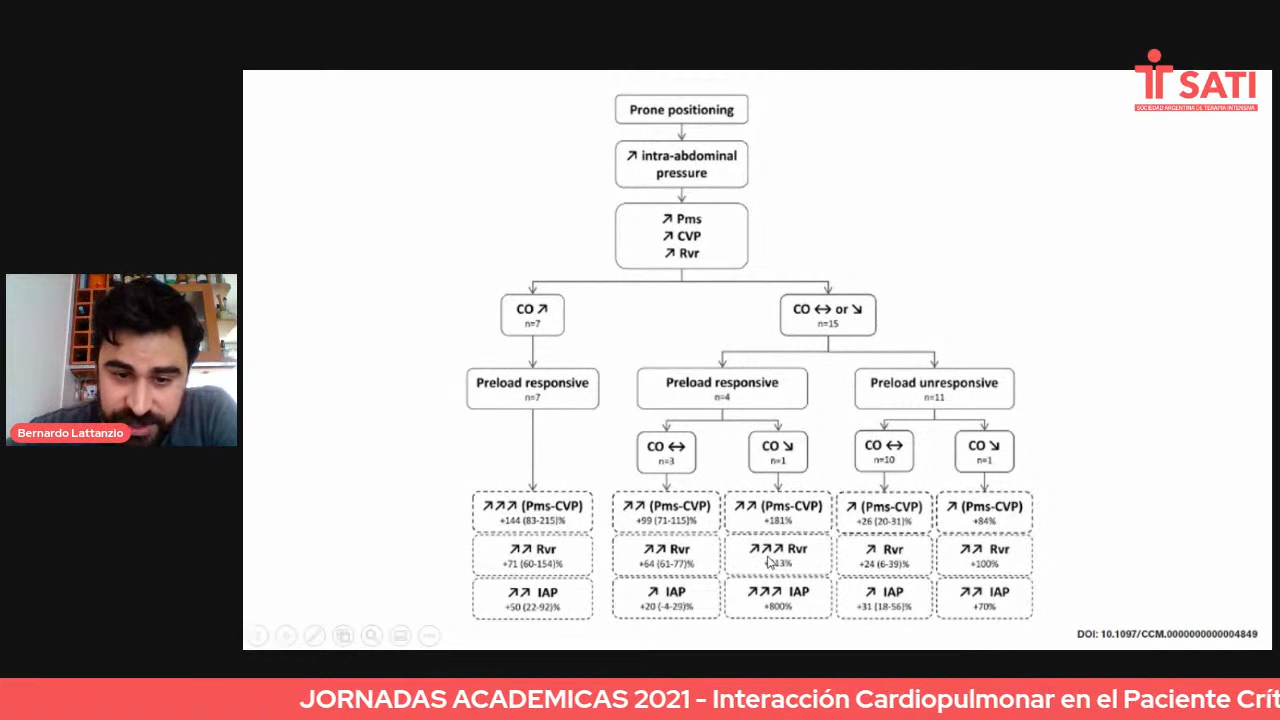 SATI
SOCIEDAD ARGENTINA DE TERAPIA INTENSIVA
Prone positioning
↗ intra-abdominal
pressure
↗ Pms
↗ CVP
↗ Rvr
CO ↗
n=7
CO ↔ or ↘
n=15
Preload responsive
n=7
Preload responsive
n=4
Preload unresponsive
n=11
CO ↔
n=3
CO ↘
n=1
CO ↔
n=10
CO ↘
n=1
↗↗↗ (Pms-CVP)
+144 (83-215)%
↗↗ (Pms-CVP)
+99 (71-115)%
↗↗ (Pms-CVP)
+181%
↗ (Pms-CVP)
+26 (20-31)%
↗ (Pms-CVP)
+84%
↗↗ Rvr
+71 (60-154)%
↗↗ Rvr
+64 (61-77)%
↗↗↗ Rvr
↗ Rvr
+24 (6-39)%
↗↗ Rvr
+100%
↗↗ IAP
+50 (22-92)%
↗ IAP
+20 (-4-29)%
↗↗↗ IAP
+800%
↗ IAP
+31 (18-56)%
↗↗ IAP
+70%
DOI: 10.1097/CCM.0000000000004849
Bernardo Lattanzio
JORNADAS ACADEMICAS 2021 - Interacción Cardiopulmonar en el Paciente Crít